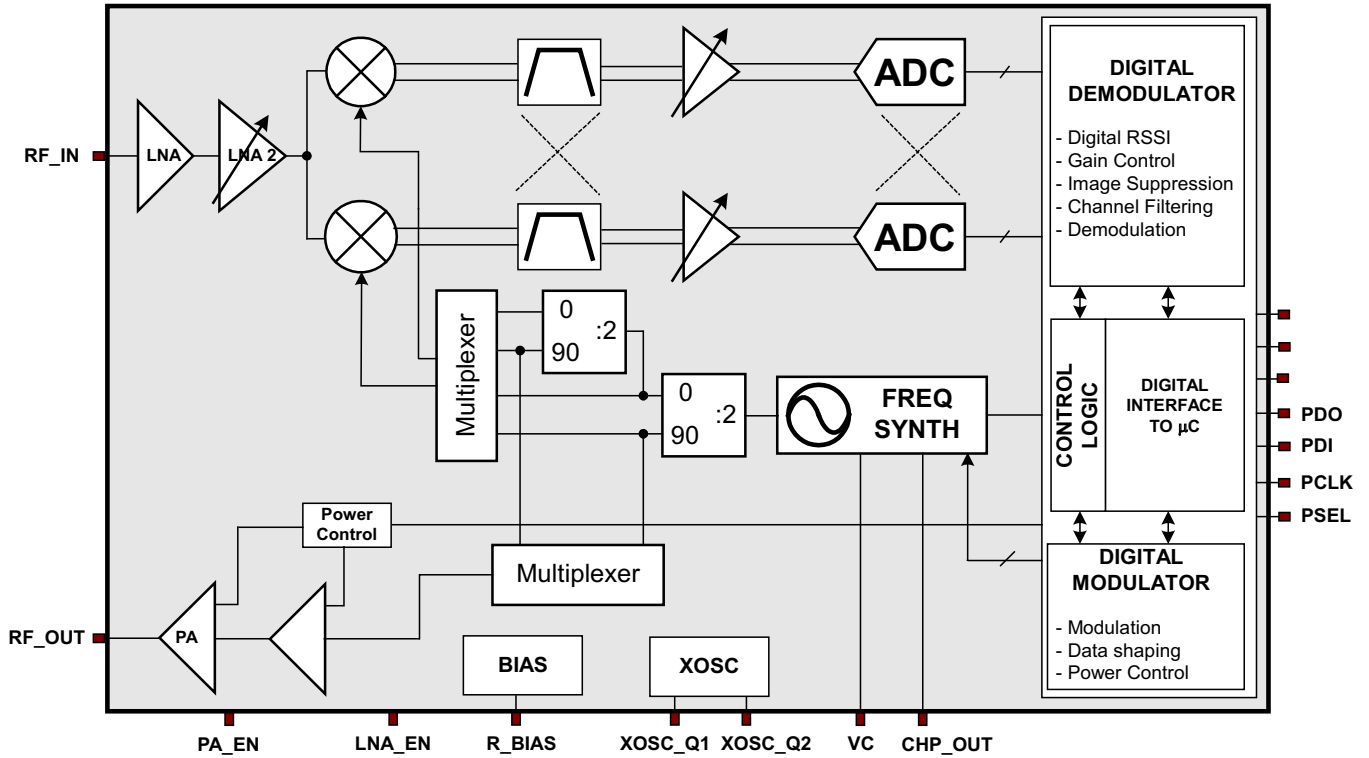 RF_IN
LNA
LNA 2
ADC
ADC
DIGITAL
DEMODULATOR
- Digital RSSI
- Gain Control
- Image Suppression
- Channel Filtering
- Demodulation
Multiplexer
0
90
:2
0
90
:2
FREQ
SYNTH
CONTROL
LOGIC
DIGITAL
INTERFACE
TO µC
PDO
PDI
PCLK
PSEL
Power
Control
Multiplexer
DIGITAL
MODULATOR
- Modulation
- Data shaping
- Power Control
RF_OUT
PA
BIAS
XOSC
PA_EN
LNA_EN
R_BIAS
XOSC_Q1
XOSC_Q2
VC
CHP_OUT